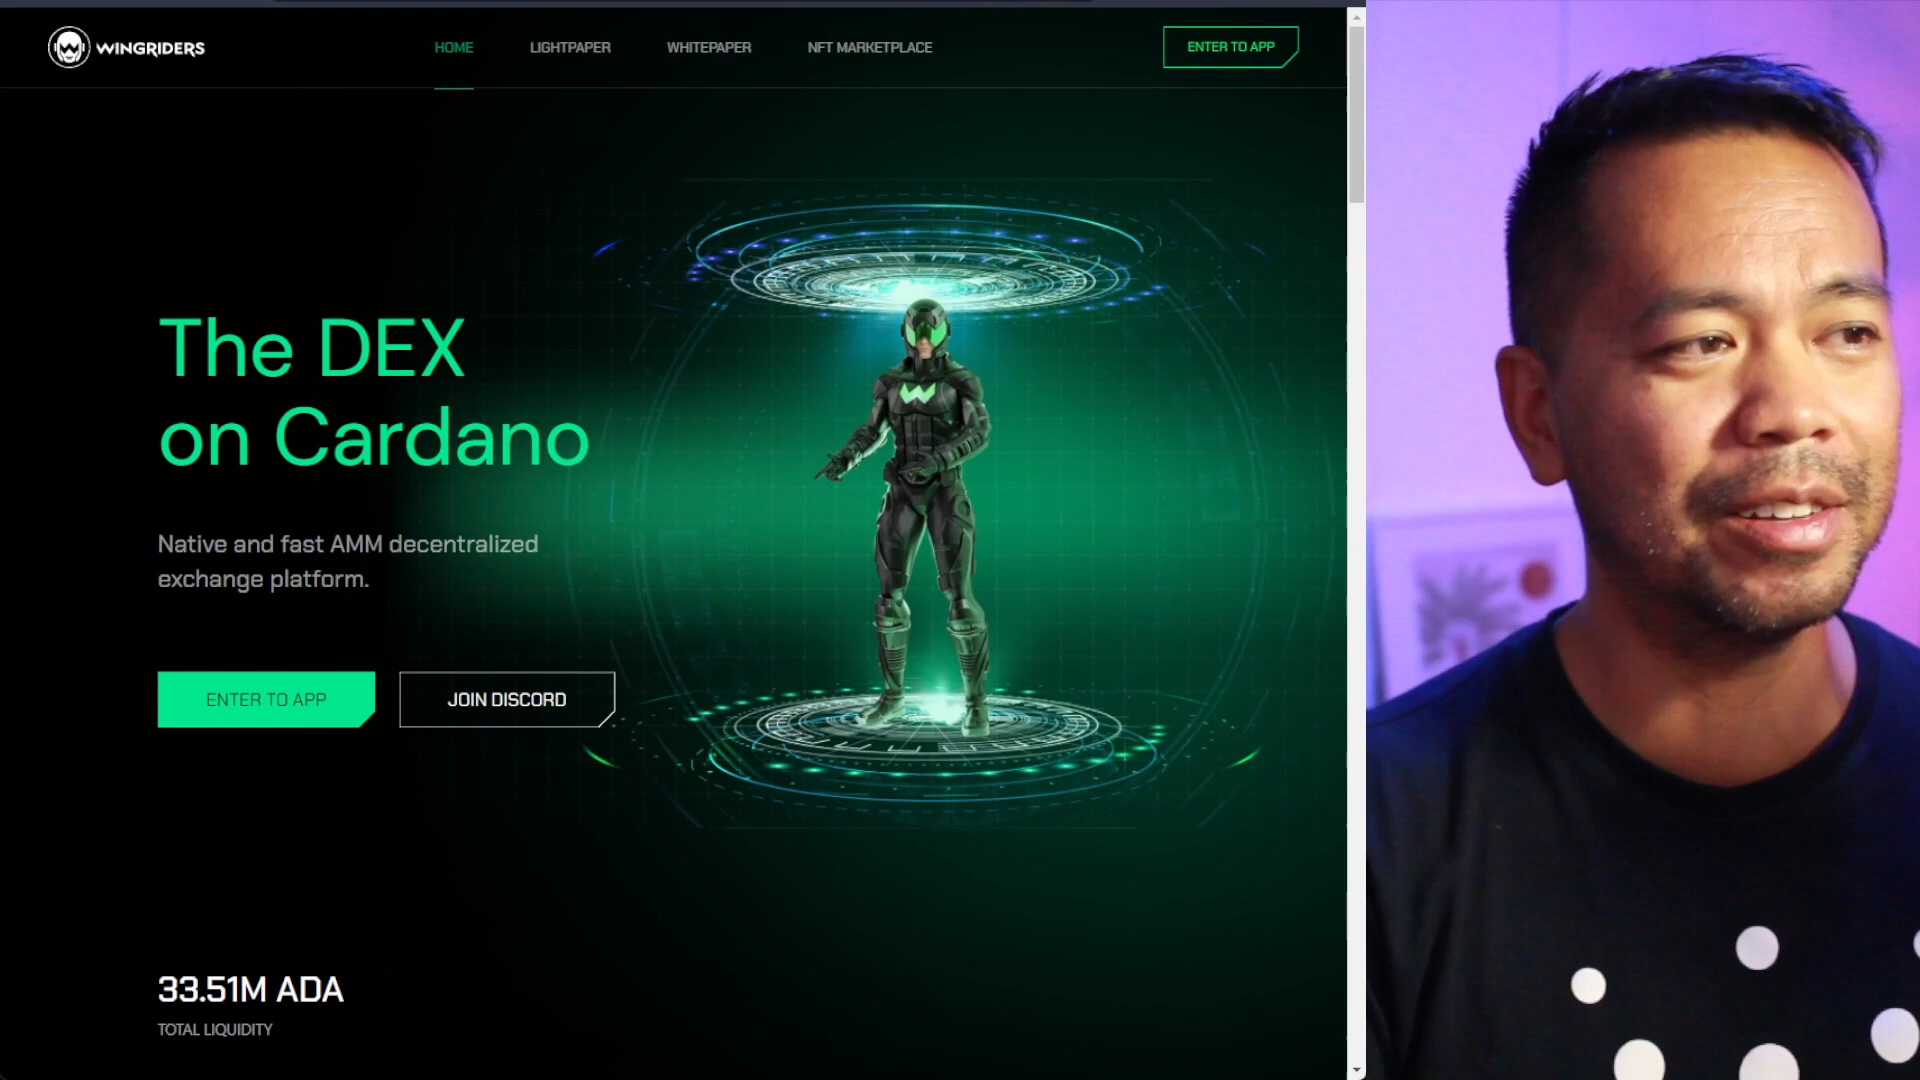 WINGRIDERS
HOME
LIGHTPAPER
WHITEPAPER
NFT MARKETPLACE
ENTER TO APP
The DEX
on Cardano
Native and fast AMM decentralized
exchange platform.
ENTER TO APP
JOIN DISCORD
33.51M ADA
TOTAL LIQUIDITY